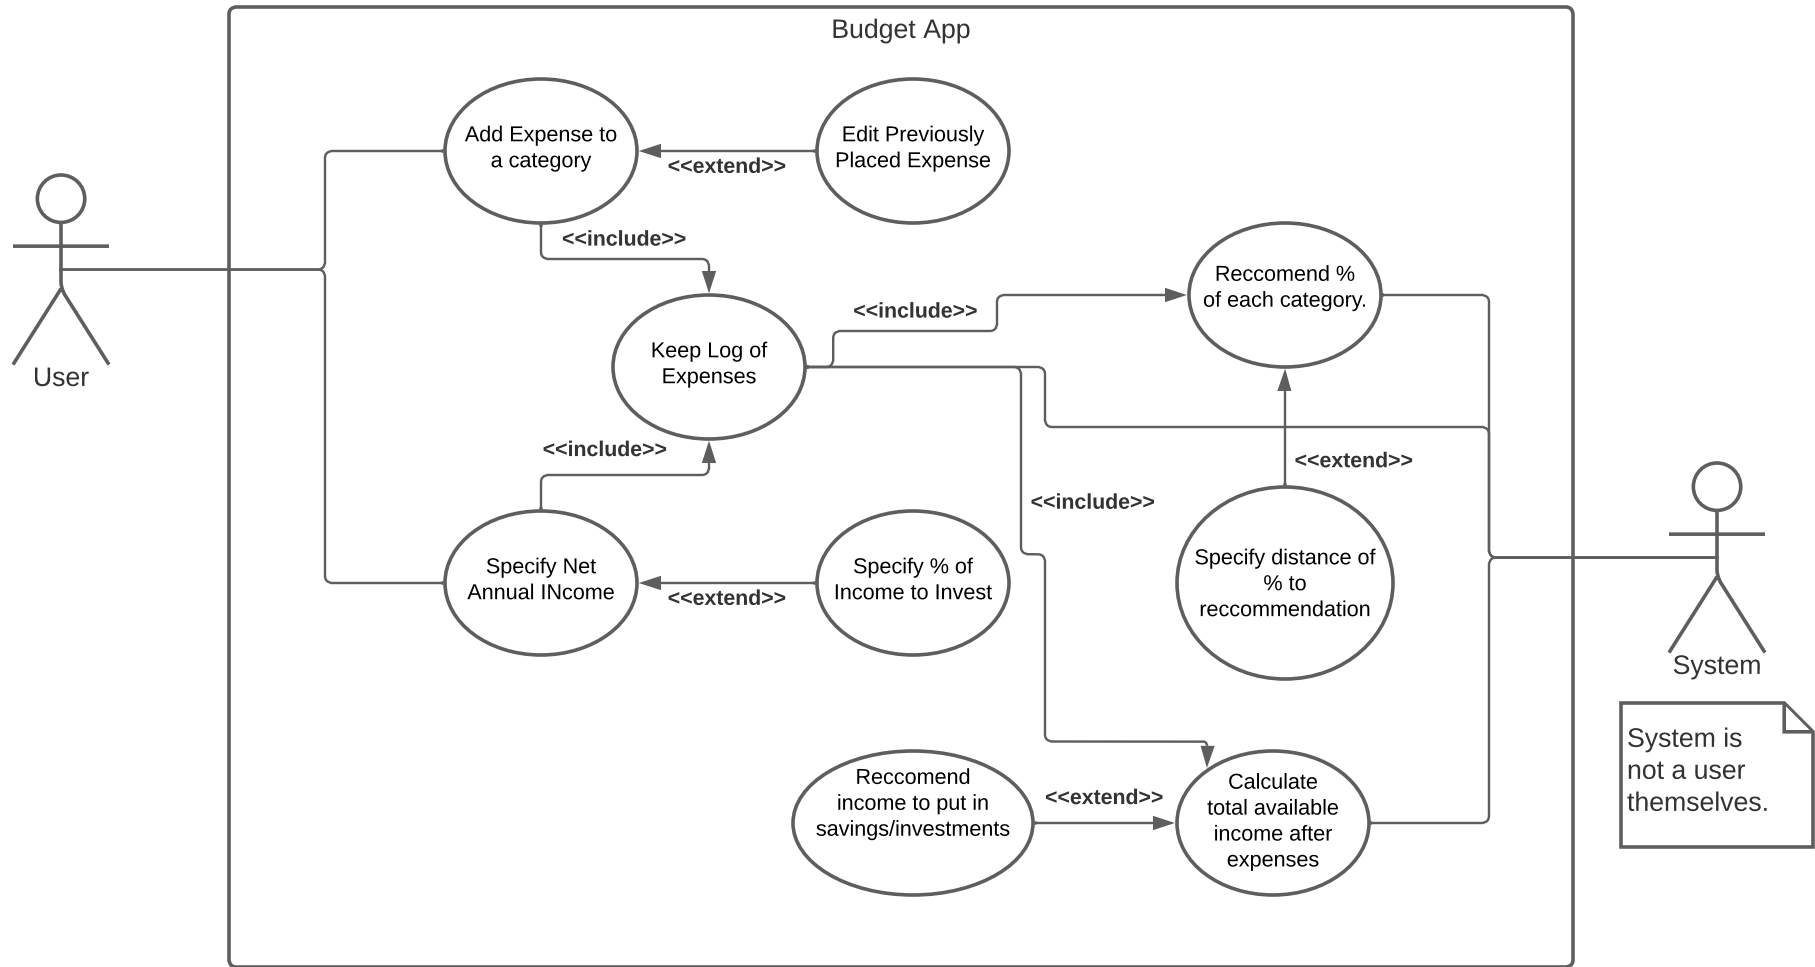 Budget App
Add Expense to
a category
Edit Previously
Placed Expense
<<extend>>
<<include>>
Reccomend %
of each category.
<<include>>
Keep Log of
Expenses
User
<<include>>
<<extend>>
<<include>>
Specify Net
Annual INcome
Specify % of
Income to Invest
<<extend>>
Specify distance of
% to
reccommendation
System
System is
not a user
themselves.
Reccomend
income to put in
savings/investments
<<extend>>
Calculate
total available
income after
expenses